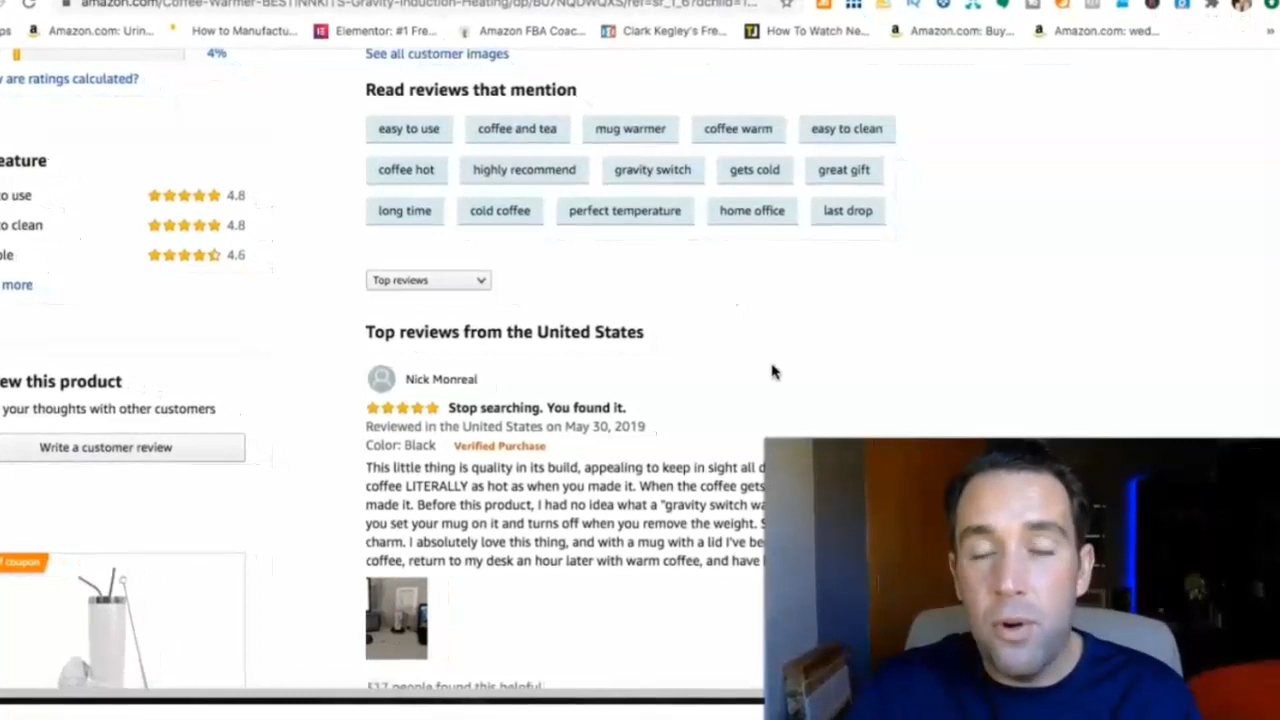 Amazon.com: Urin...
How to Manufactu...
Elementor: #1 Fre...
Amazon FBA Coac...
Clark Kegley's Fre...
How To Watch Ne...
Amazon.com: Buy...
Amazon.com: wed...
4%
y are ratings calculated?
eature
to use 4.8
to clean 4.8
ble 4.6
more
ew this product
your thoughts with other customers
Write a customer review
f coupon
See all customer images
Read reviews that mention
easy to use coffee and tea mug warmer coffee warm easy to clean
coffee hot highly recommend gravity switch gets cold great gift
long time cold coffee perfect temperature home office last drop
Top reviews
Top reviews from the United States
Nick Monreal
Stop searching. You found it.
Reviewed in the United States on May 30, 2019
Color: Black Verified Purchase
This little thing is quality in its build, appealing to keep in sight all d
coffee LITERALLY as hot as when you made it. When the coffee gets
made it. Before this product, I had no idea what a "gravity switch wa
you set your mug on it and turns off when you remove the weight. S
charm. I absolutely love this thing, and with a mug with a lid I've be
coffee, return to my desk an hour later with warm coffee, and have
517 people found this helpful